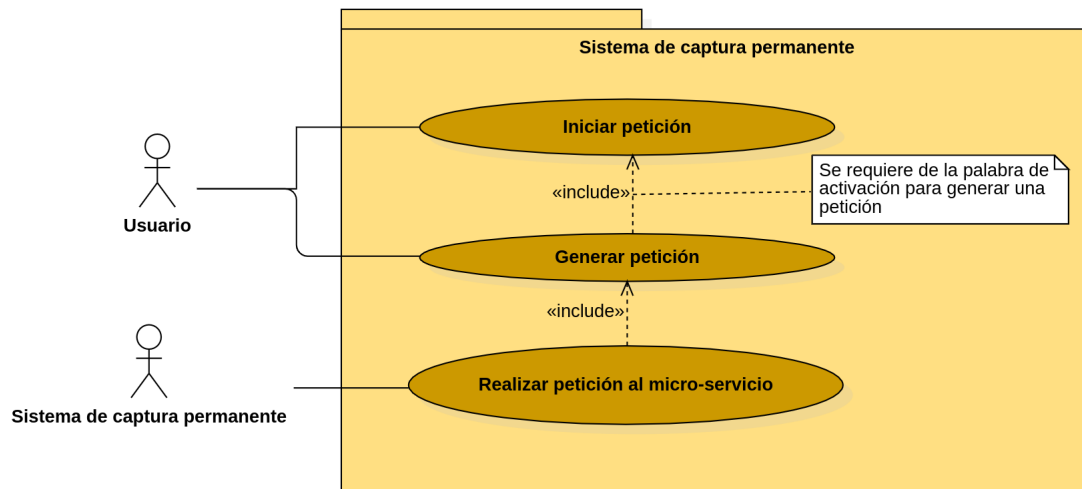 Sistema de captura permanente
Iniciar petición
Se requiere de la palabra de
activación para generar una
petición
«include»
Usuario
Generar petición
«include»
Realizar petición al micro-servicio
Sistema de captura permanente